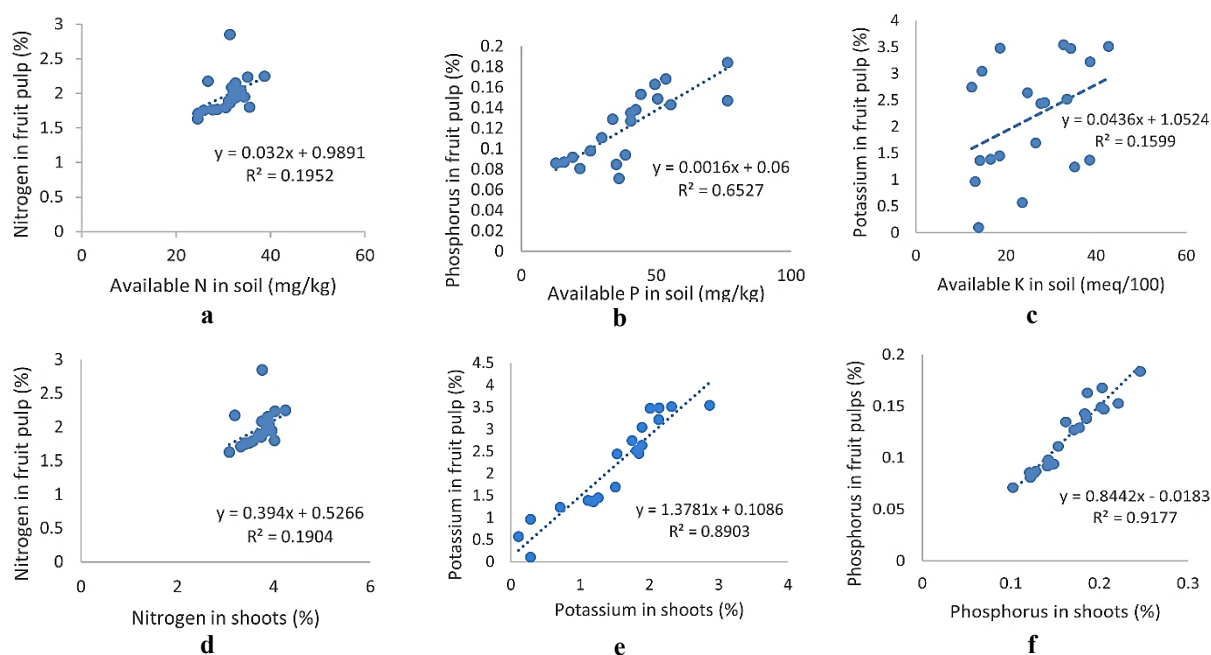 Nitrogen in fruit pulp (%)
3
2.5
2
1.5
1
0.5
0
0 20 40 60
y = 0.032x + 0.9891
R² = 0.1952
Available N in soil (mg/kg)
a
Phosphorus in fruit pulp (%)
0.2
0.18
0.16
0.14
0.12
0.1
0.08
0.06
0.04
0.02
0
0 50 100
y = 0.0016x + 0.06
R² = 0.6527
Available P in soil (mg/kg)
b
Potassium in fruit pulp (%)
4
3.5
3
2.5
2
1.5
1
0.5
0
0 20 40 60
y = 0.0436x + 1.0524
R² = 0.1599
Available K in soil (meq/100)
c
Nitrogen in fruit pulp (%)
3
2.5
2
1.5
1
0.5
0
0 2 4 6
y = 0.394x + 0.5266
R² = 0.1904
Nitrogen in shoots (%)
d
Potassium in fruit pulp (%)
4.5
4
3.5
3
2.5
2
1.5
1
0.5
0
0 1 2 3 4
y = 1.3781x + 0.1086
R² = 0.8903
Potassium in shoots (%)
e
Phosphorus in fruit pulps (%)
0.2
0.15
0.1
0.05
0
0 0.1 0.2 0.3
y = 0.8442x - 0.0183
R² = 0.9177
Phosphorus in shoots (%)
f